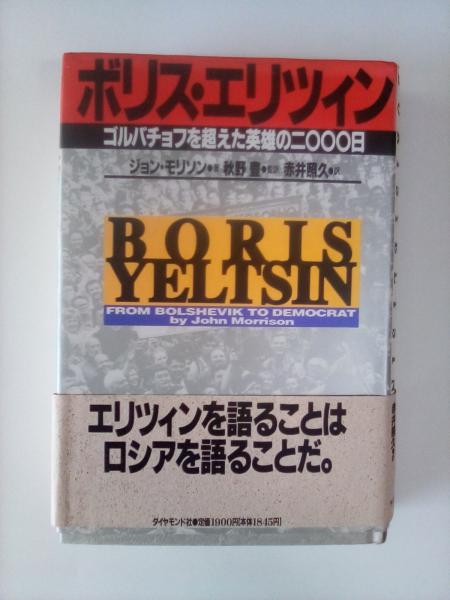 ボリス・エリツィン
ゴルバチョフを超えた英雄の二〇〇〇日
ジョン・モリソン●著 秋野 豊●監訳 赤井照久●訳
BORIS
YELTSIN
FROM BOLSHEVIK TO DEMOCRAT
by John Morrison
エリツィンを語ることは
ロシアを語ることだ。
ダイヤモンド社●定価1900円[本体1845円]